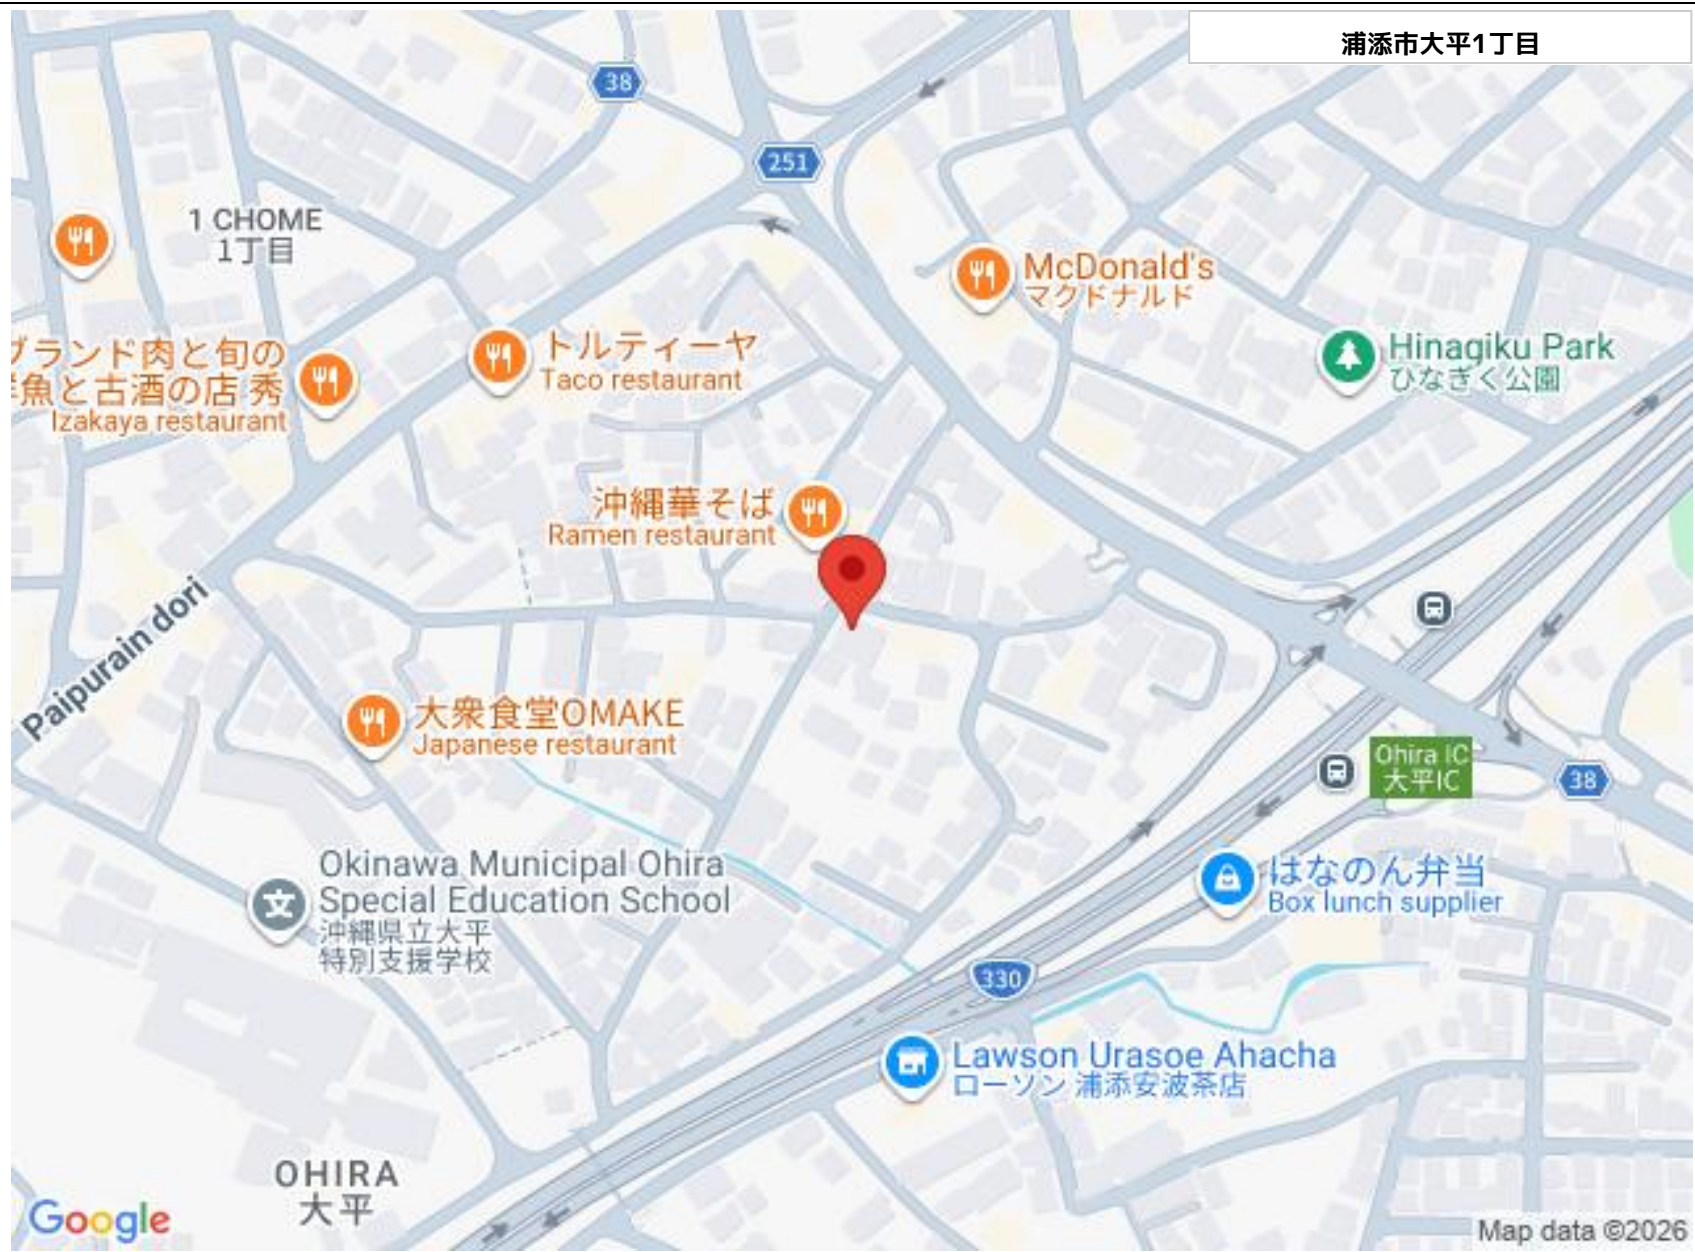 浦添市大平1丁目
38
251
1 CHOME
1丁目
McDonald's
マクドナルド
Hinagiku Park
ひなぎく公園
トルティーヤ
Taco restaurant
ブランド肉と旬の
魚と古酒の店 秀
Izakaya restaurant
沖縄華そば
Ramen restaurant
Paipurain dori
大衆食堂OMAKE
Japanese restaurant
Ohira IC
大平IC
38
Okinawa Municipal Ohira
Special Education School
沖縄県立大平
特別支援学校
はなのん弁当
Box lunch supplier
330
Lawson Urasoe Ahacha
ローソン 浦添安波茶店
OHIRA
大平
Google
Map data ©2026